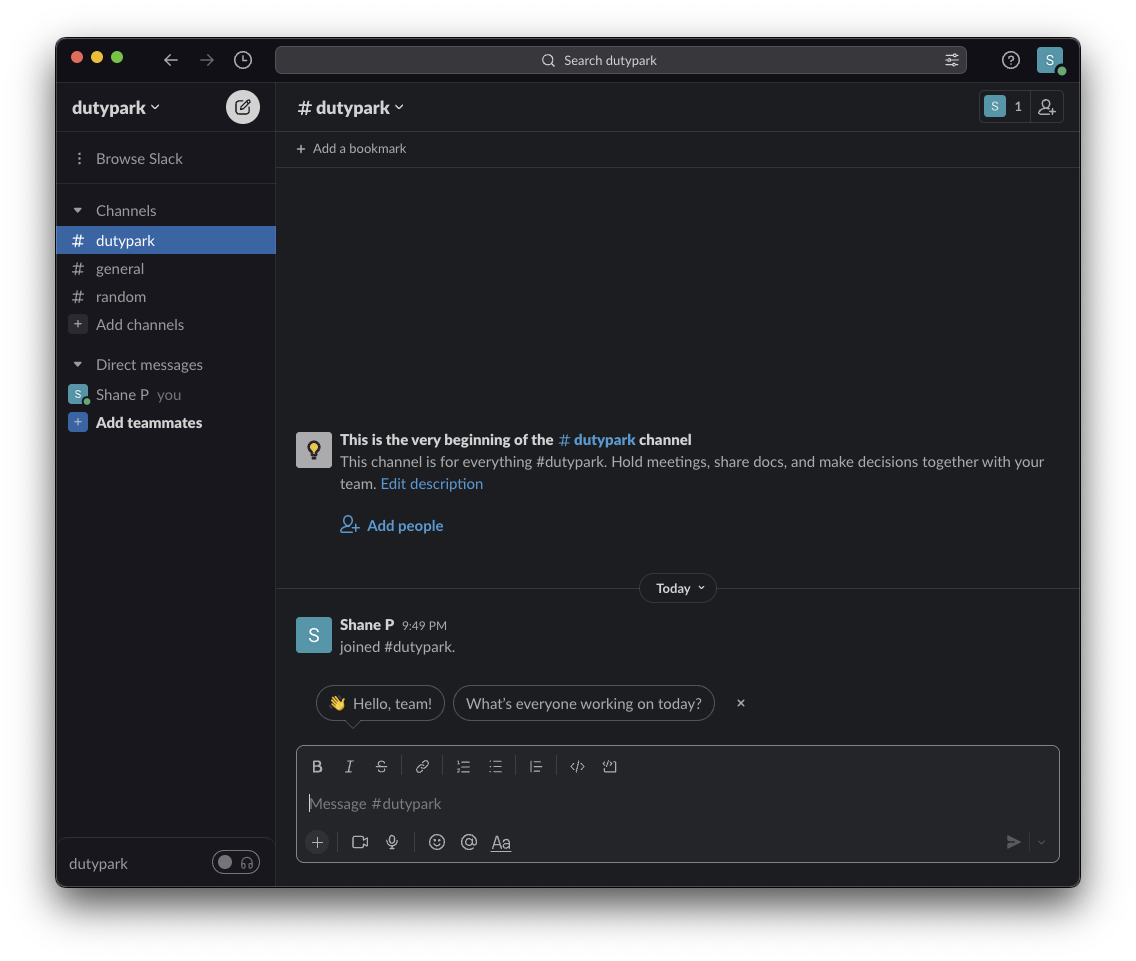 Search dutypark
S
dutypark
# dutypark
S 1
Browse Slack
+ Add a bookmark
Channels
# dutypark
# general
# random
+ Add channels
Direct messages
S Shane P you
+ Add teammates
This is the very beginning of the # dutypark channel
This channel is for everything #dutypark. Hold meetings, share docs, and make decisions together with your
team. Edit description
Add people
Today
S
Shane P 9:49 PM
joined #dutypark.
👋 Hello, team!
What's everyone working on today?
B I S
Message #dutypark
@ Aa
dutypark